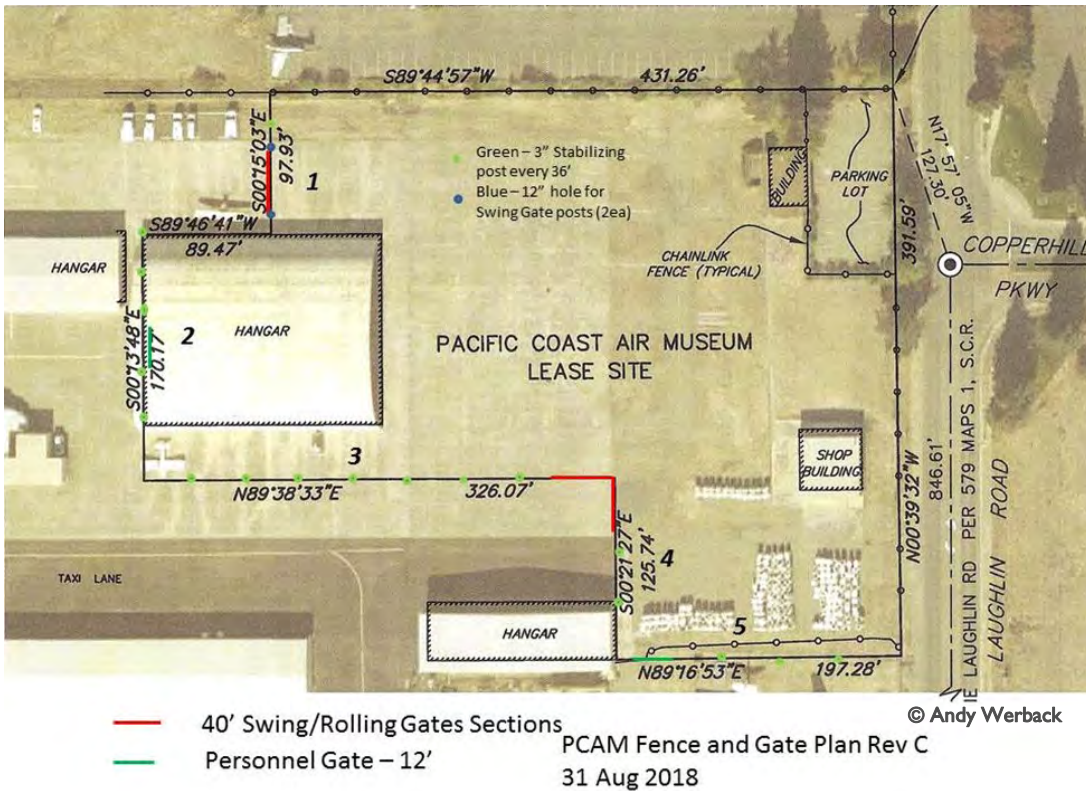 S89°44'57"W 431.26'
S00°15'03"E
97.93'
1
Green – 3" Stabilizing
post every 36'
Blue – 12" hole for
Swing Gate posts (2ea)
BUILDING
PARKING
LOT
N17° 57' 05"W
127.30'
S89°46'41"W
89.47'
HANGAR
CHAINLINK
FENCE (TYPICAL)
391.59'
COPPERHILL
PKWY
S00°13'48"E
170.17'
2
HANGAR
PACIFIC COAST AIR MUSEUM
LEASE SITE
3
N89°38'33"E 326.07'
SHOP
BUILDING
N00°39'32"W
846.61'
IE LAUGHLIN RD PER 579 MAPS 1, S.C.R.
LAUGHLIN ROAD
S00°21'27"E
125.74'
4
TAXI LANE
HANGAR
5
N89°16'53"E 197.28'
© Andy Werback
40' Swing/Rolling Gates Sections
Personnel Gate – 12'
PCAM Fence and Gate Plan Rev C
31 Aug 2018